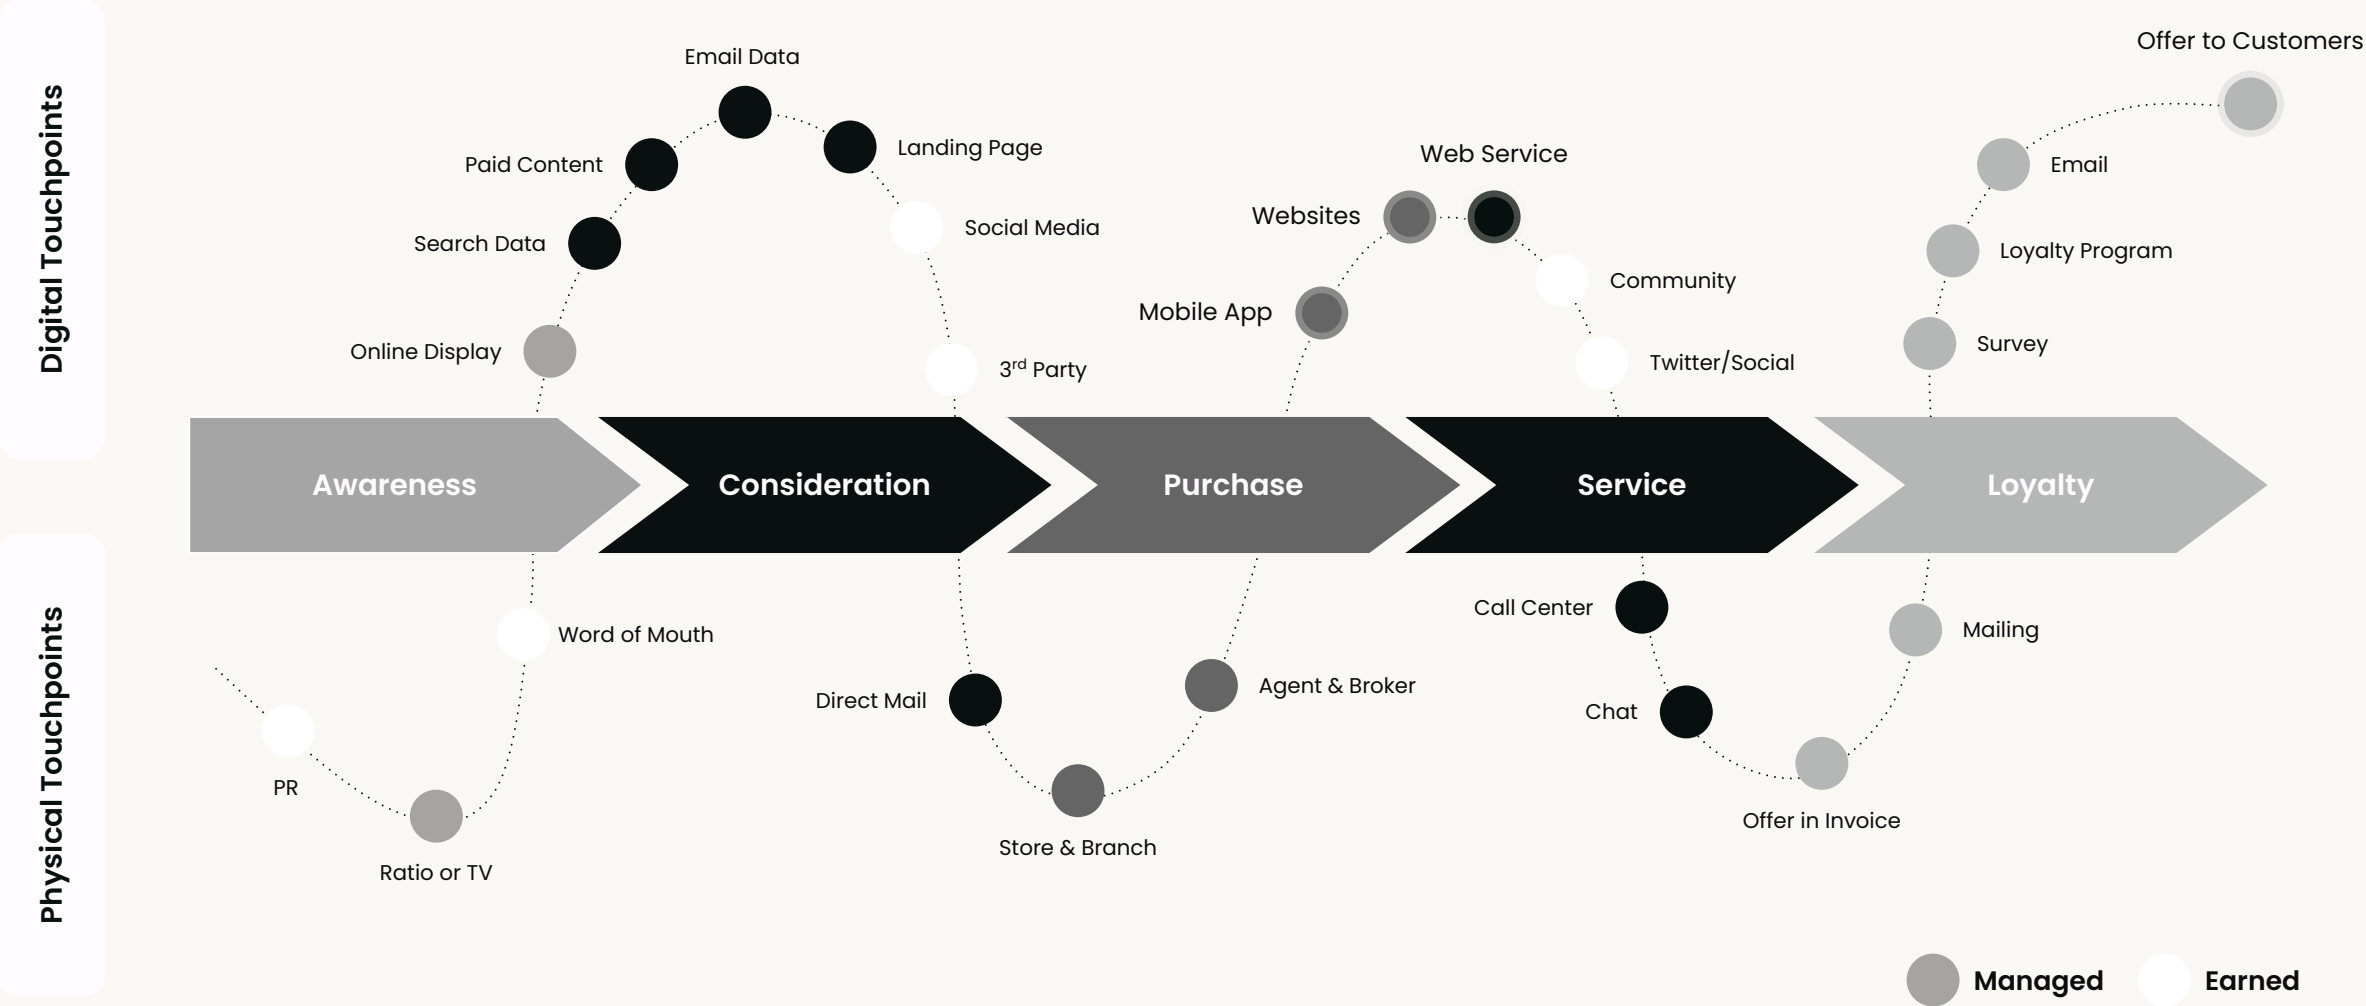 Digital Touchpoints
Offer to Customers
Email Data
Landing Page
Web Service
Paid Content
Email
Websites
Social Media
Search Data
Loyalty Program
Community
Mobile App
Survey
Online Display
Twitter/Social
3rd Party
Awareness
Consideration
Purchase
Service
Loyalty
Physical Touchpoints
Call Center
Mailing
Word of Mouth
Agent & Broker
Direct Mail
Chat
PR
Offer in Invoice
Store & Branch
Ratio or TV
Managed
Earned